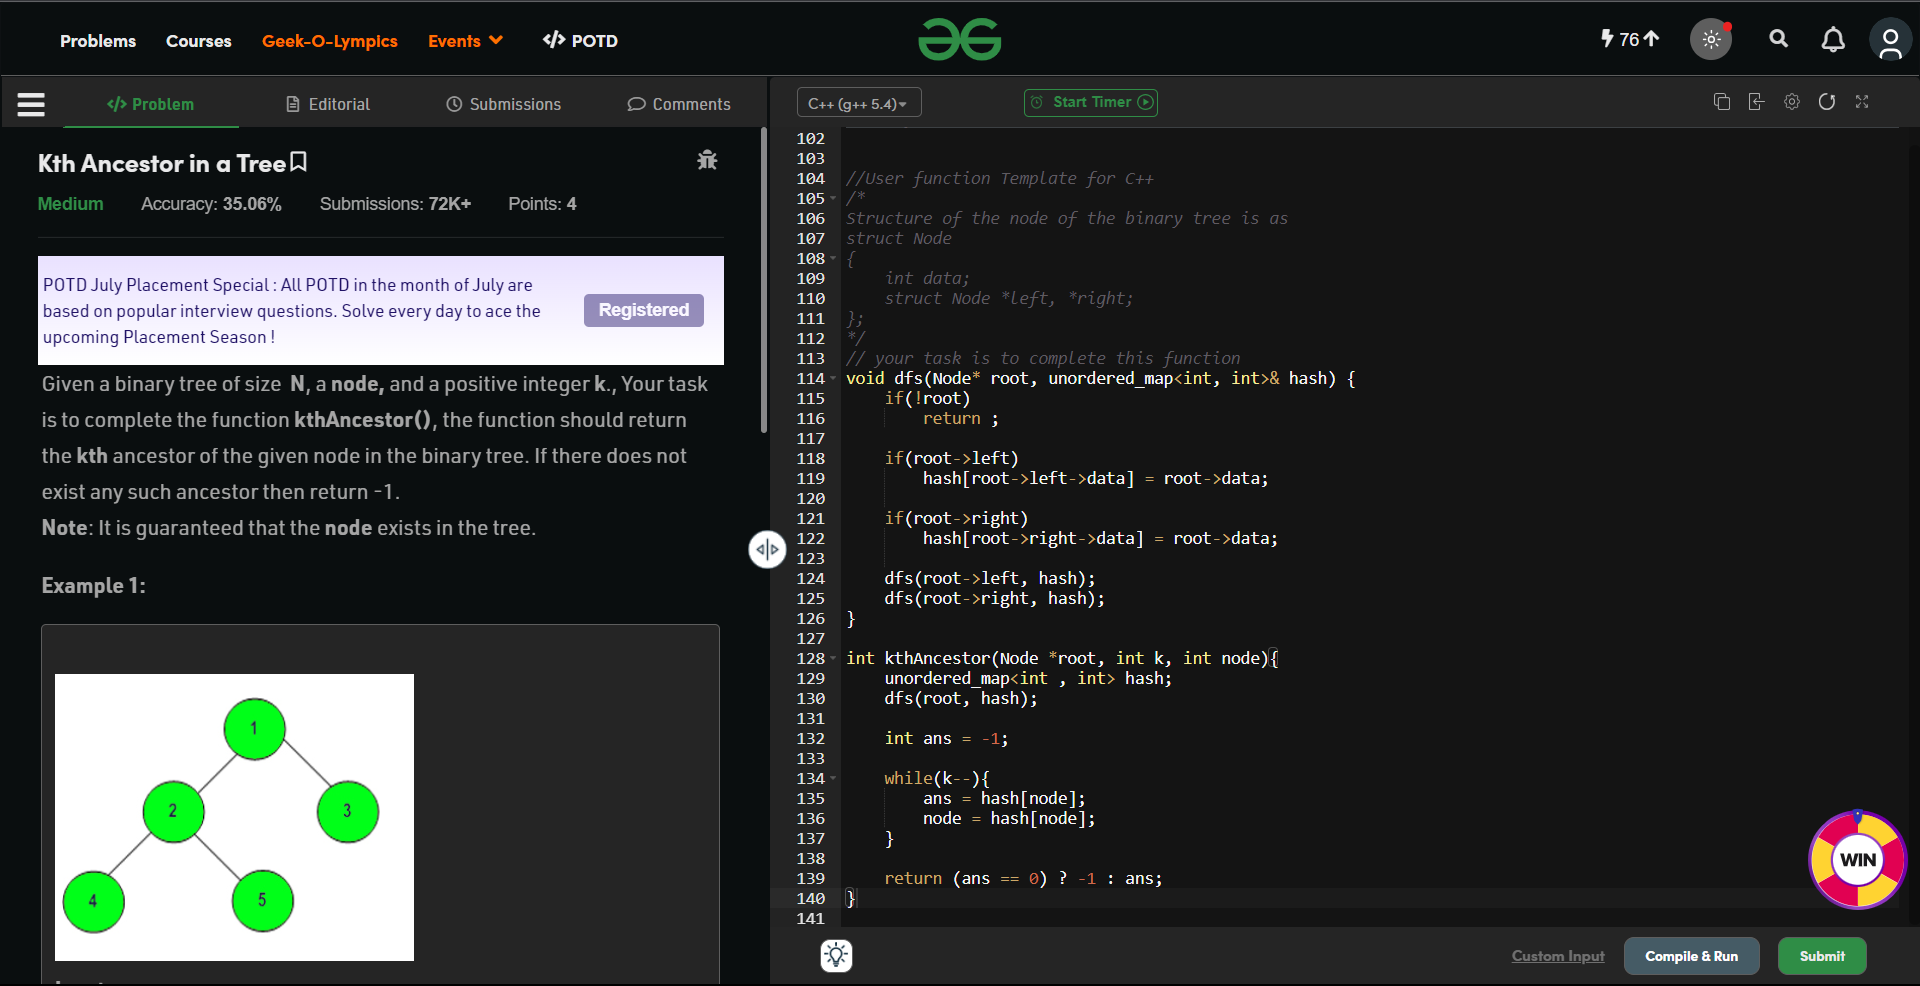 Problems Courses Geek-O-Lympics Events </> POTD 76
</> Problem Editorial Submissions Comments
Kth Ancestor in a Tree
Medium Accuracy: 35.06% Submissions: 72K+ Points: 4
POTD July Placement Special : All POTD in the month of July are
based on popular interview questions. Solve every day to ace the
upcoming Placement Season !
Registered
Given a binary tree of size N, a node, and a positive integer k., Your task
is to complete the function kthAncestor(), the function should return
the kth ancestor of the given node in the binary tree. If there does not
exist any such ancestor then return -1.
Note: It is guaranteed that the node exists in the tree.
Example 1:
1
2 3
4 5
C++ (g++ 5.4) Start Timer
102
103
104 //User function Template for C++
105 /*
106 Structure of the node of the binary tree is as
107 struct Node
108 {
109 int data;
110 struct Node *left, *right;
111 };
112 */
113 // your task is to complete this function
114 void dfs(Node* root, unordered_map<int, int>& hash) {
115 if(!root)
116 return ;
117
118 if(root->left)
119 hash[root->left->data] = root->data;
120
121 if(root->right)
122 hash[root->right->data] = root->data;
123
124 dfs(root->left, hash);
125 dfs(root->right, hash);
126 }
127
128 int kthAncestor(Node *root, int k, int node){
129 unordered_map<int , int> hash;
130 dfs(root, hash);
131
132 int ans = -1;
133
134 while(k--){
135 ans = hash[node];
136 node = hash[node];
137 }
138
139 return (ans == 0) ? -1 : ans;
140 }
141
WIN
Custom Input Compile & Run Submit